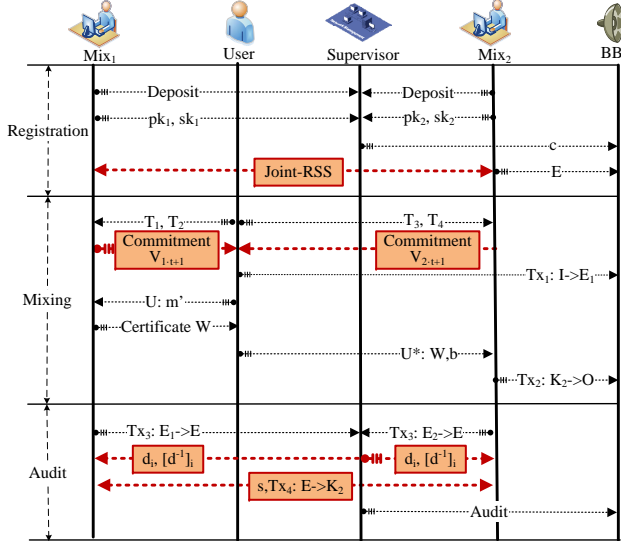 Mix₁ User Supervisor Mix₂ BB
Registration
Deposit Deposit
pk₁, sk₁ pk₂, sk₂
c
Joint-RSS E
Mixing
T₁, T₂ T₃, T₄
Commitment V₁.t+1
Commitment V₂.t+1
Tx₁: I->E₁
U: m'
Certificate W
U*: W,b
Tx₂: K₂->O
Audit
Tx₃: E₁->E Tx₃: E₂->E
dᵢ, [d⁻¹]ᵢ dᵢ, [d⁻¹]ᵢ
s,Tx₄: E->K₂
Audit